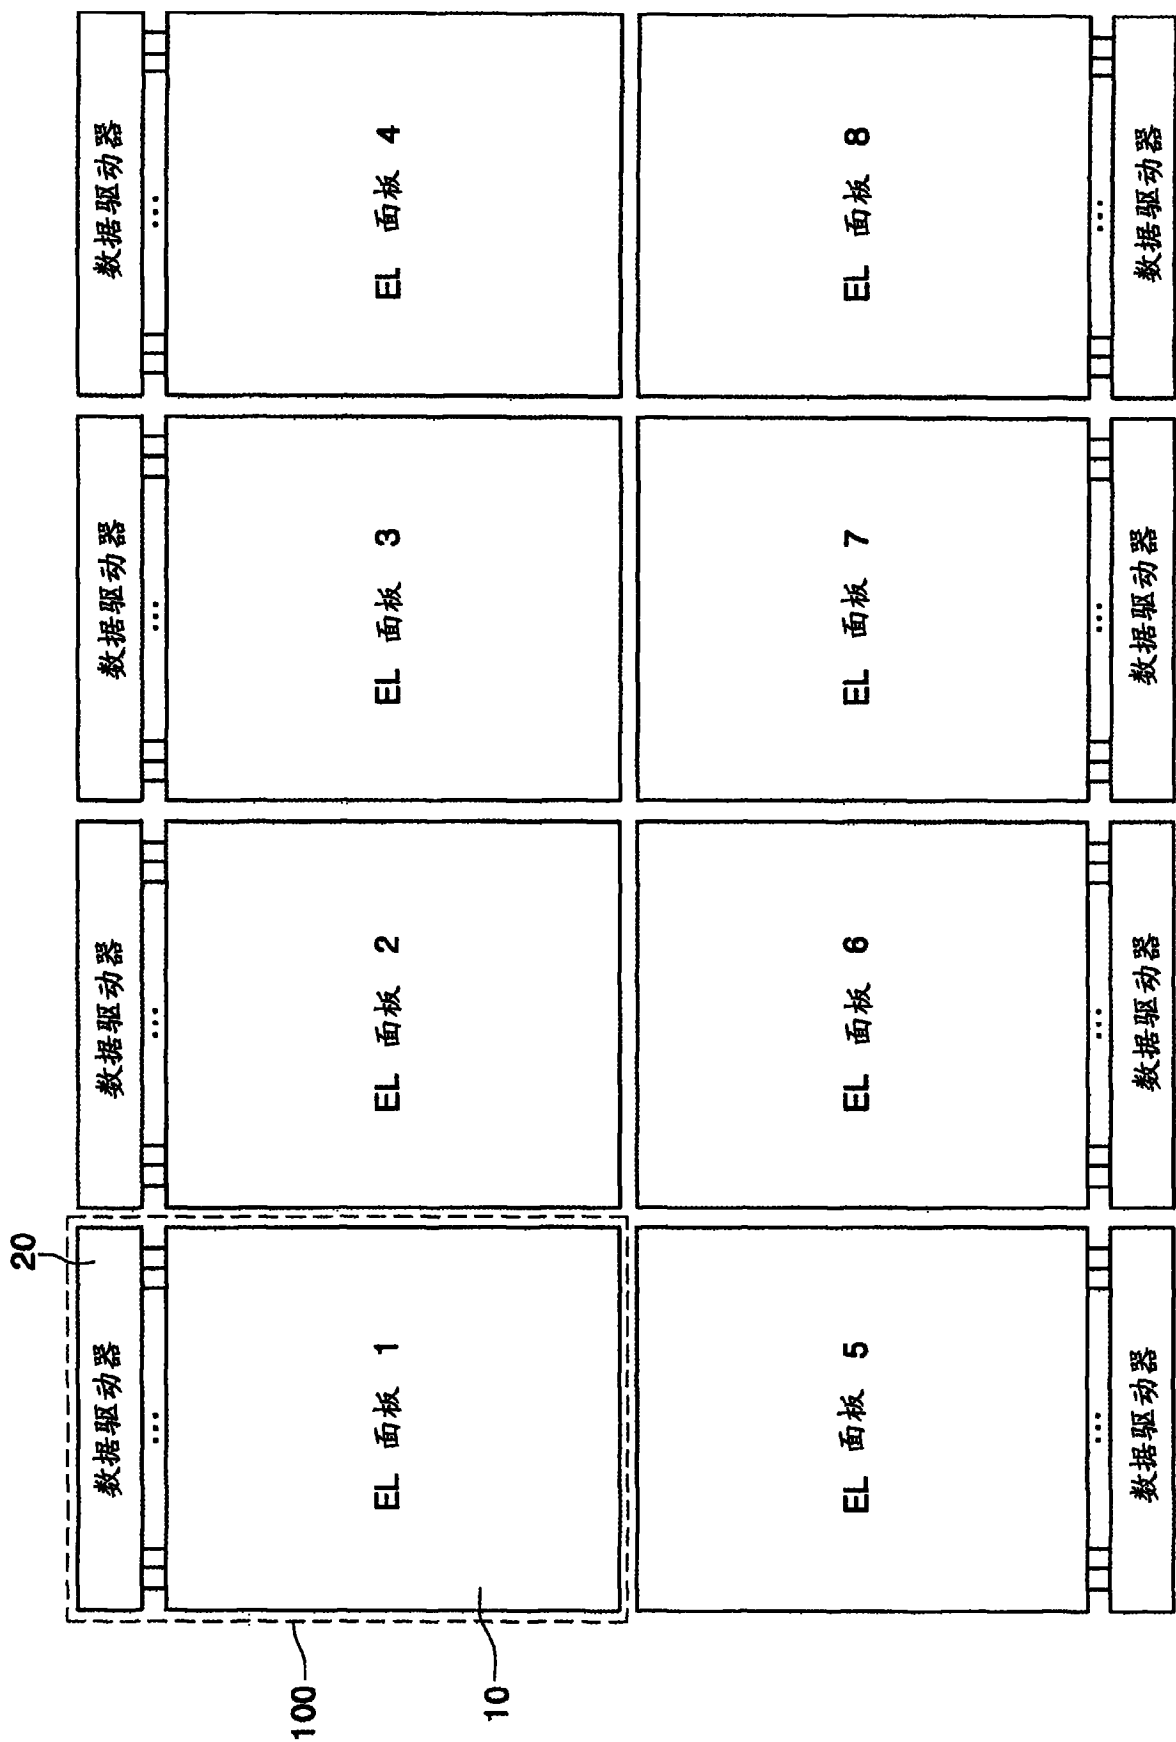 20
数据驱动器
数据驱动器
数据驱动器
数据驱动器
...
...
...
...
100
EL 面板 1
EL 面板 2
EL 面板 3
EL 面板 4
10
EL 面板 5
EL 面板 6
EL 面板 7
EL 面板 8
...
...
...
...
数据驱动器
数据驱动器
数据驱动器
数据驱动器